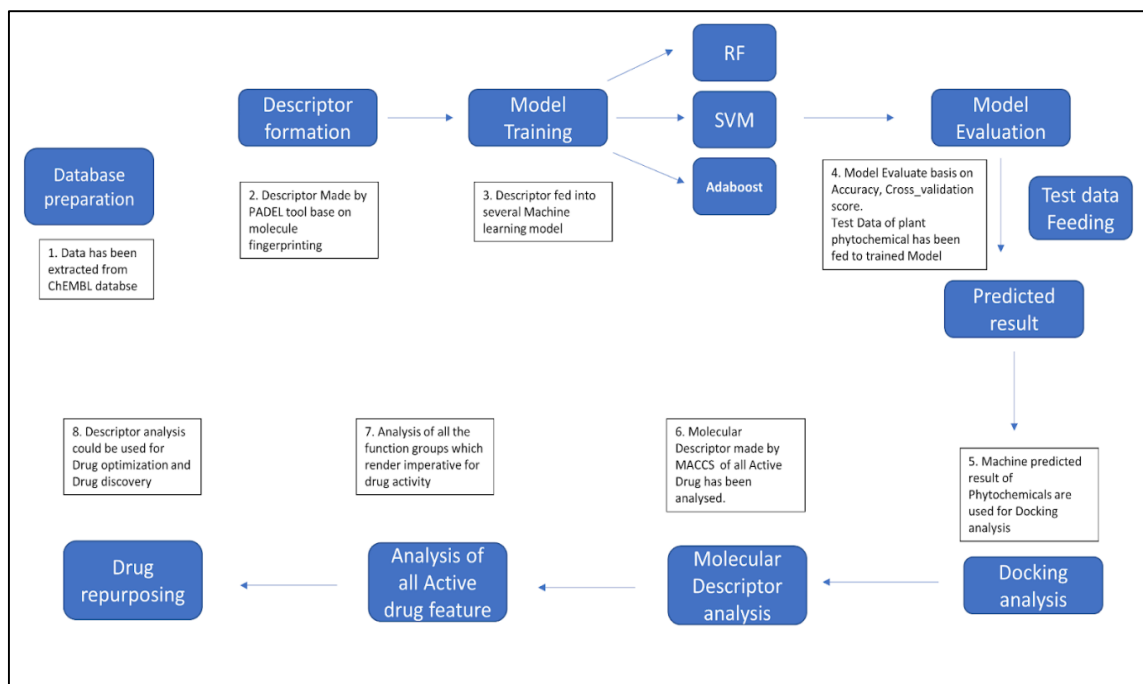 Database
preparation
1. Data has been
extracted from
ChEMBL databse
Descriptor
formation
2. Descriptor Made by
PADEL tool base on
molecule
fingerprinting
Model
Training
3. Descriptor fed into
several Machine
learning model
RF
SVM
Adaboost
Model
Evaluation
4. Model Evaluate basis on
Accuracy, Cross_validation
score.
Test Data of plant
phytochemical has been
fed to trained Model
Test data
Feeding
Predicted
result
5. Machine predicted
result of
Phytochemicals are
used for Docking
analysis
Docking
analysis
6. Molecular
Descriptor made by
MACCS of all Active
Drug has been
analysed.
Molecular
Descriptor
analysis
7. Analysis of all the
function groups which
render imperative for
drug activity
Analysis of
all Active
drug feature
8. Descriptor analysis
could be used for
Drug optimization and
Drug discovery
Drug
repurposing